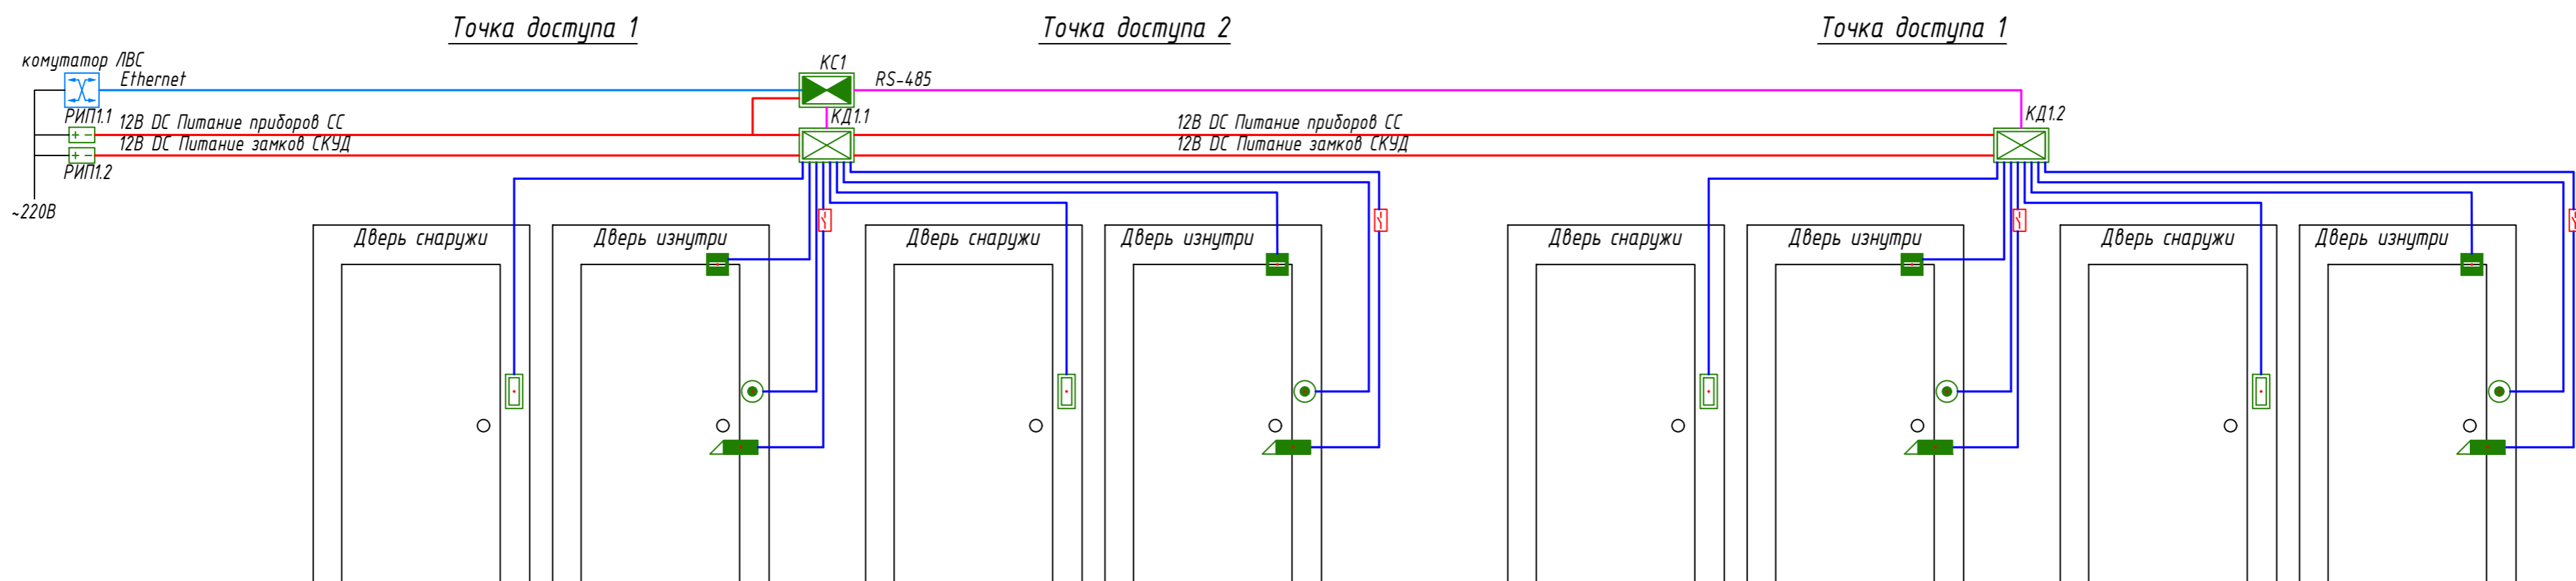 Точка доступа 1
Точка доступа 2
Точка доступа 1
комутатор ЛВС
Ethernet
КС1
RS-485
РИП1.1
12В DC Питание приборов СС
КД1.1
12В DC Питание приборов СС
КД1.2
12В DC Питание замков СКУД
12В DC Питание замков СКУД
РИП1.2
~220В
Дверь снаружи
Дверь изнутри
Дверь снаружи
Дверь изнутри
Дверь снаружи
Дверь изнутри
Дверь снаружи
Дверь изнутри